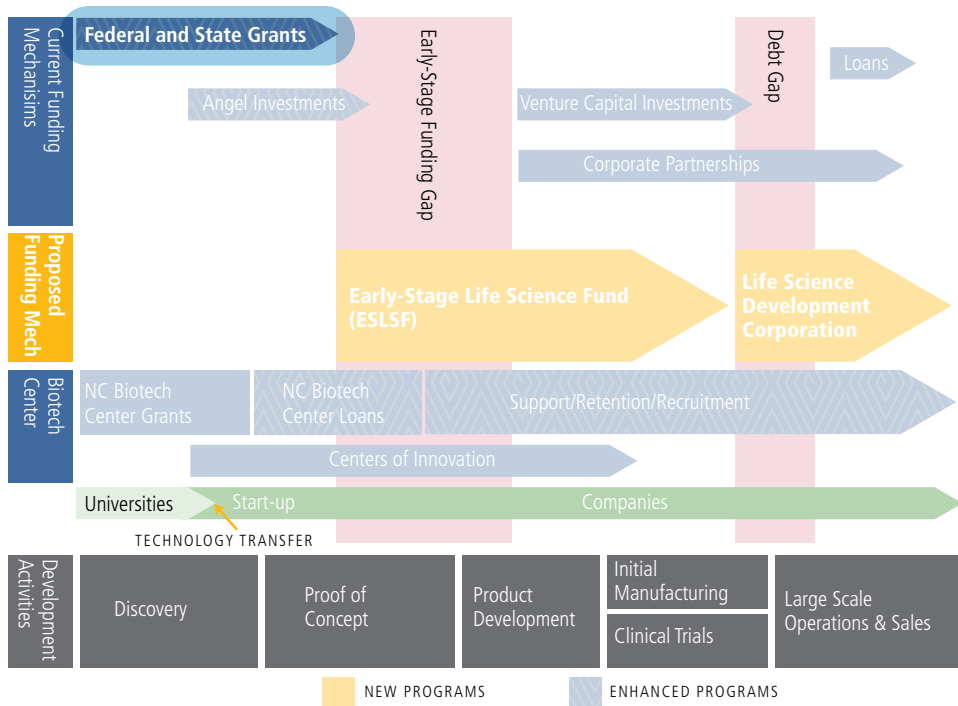 Current Funding
Mechanisims
Federal and State Grants
Angel Investments
Early-Stage Funding Gap
Venture Capital Investments
Corporate Partnerships
Debt Gap
Loans
Proposed
Funding Mech
Early-Stage Life Science Fund
(ESLSF)
Life Science
Development
Corporation
Biotech
Center
NC Biotech
Center Grants
NC Biotech
Center Loans
Support/Retention/Recruitment
Centers of Innovation
Universities
Start-up
Companies
TECHNOLOGY TRANSFER
Development
Activities
Discovery
Proof of
Concept
Product
Development
Initial
Manufacturing
Clinical Trials
Large Scale
Operations & Sales
NEW PROGRAMS
ENHANCED PROGRAMS